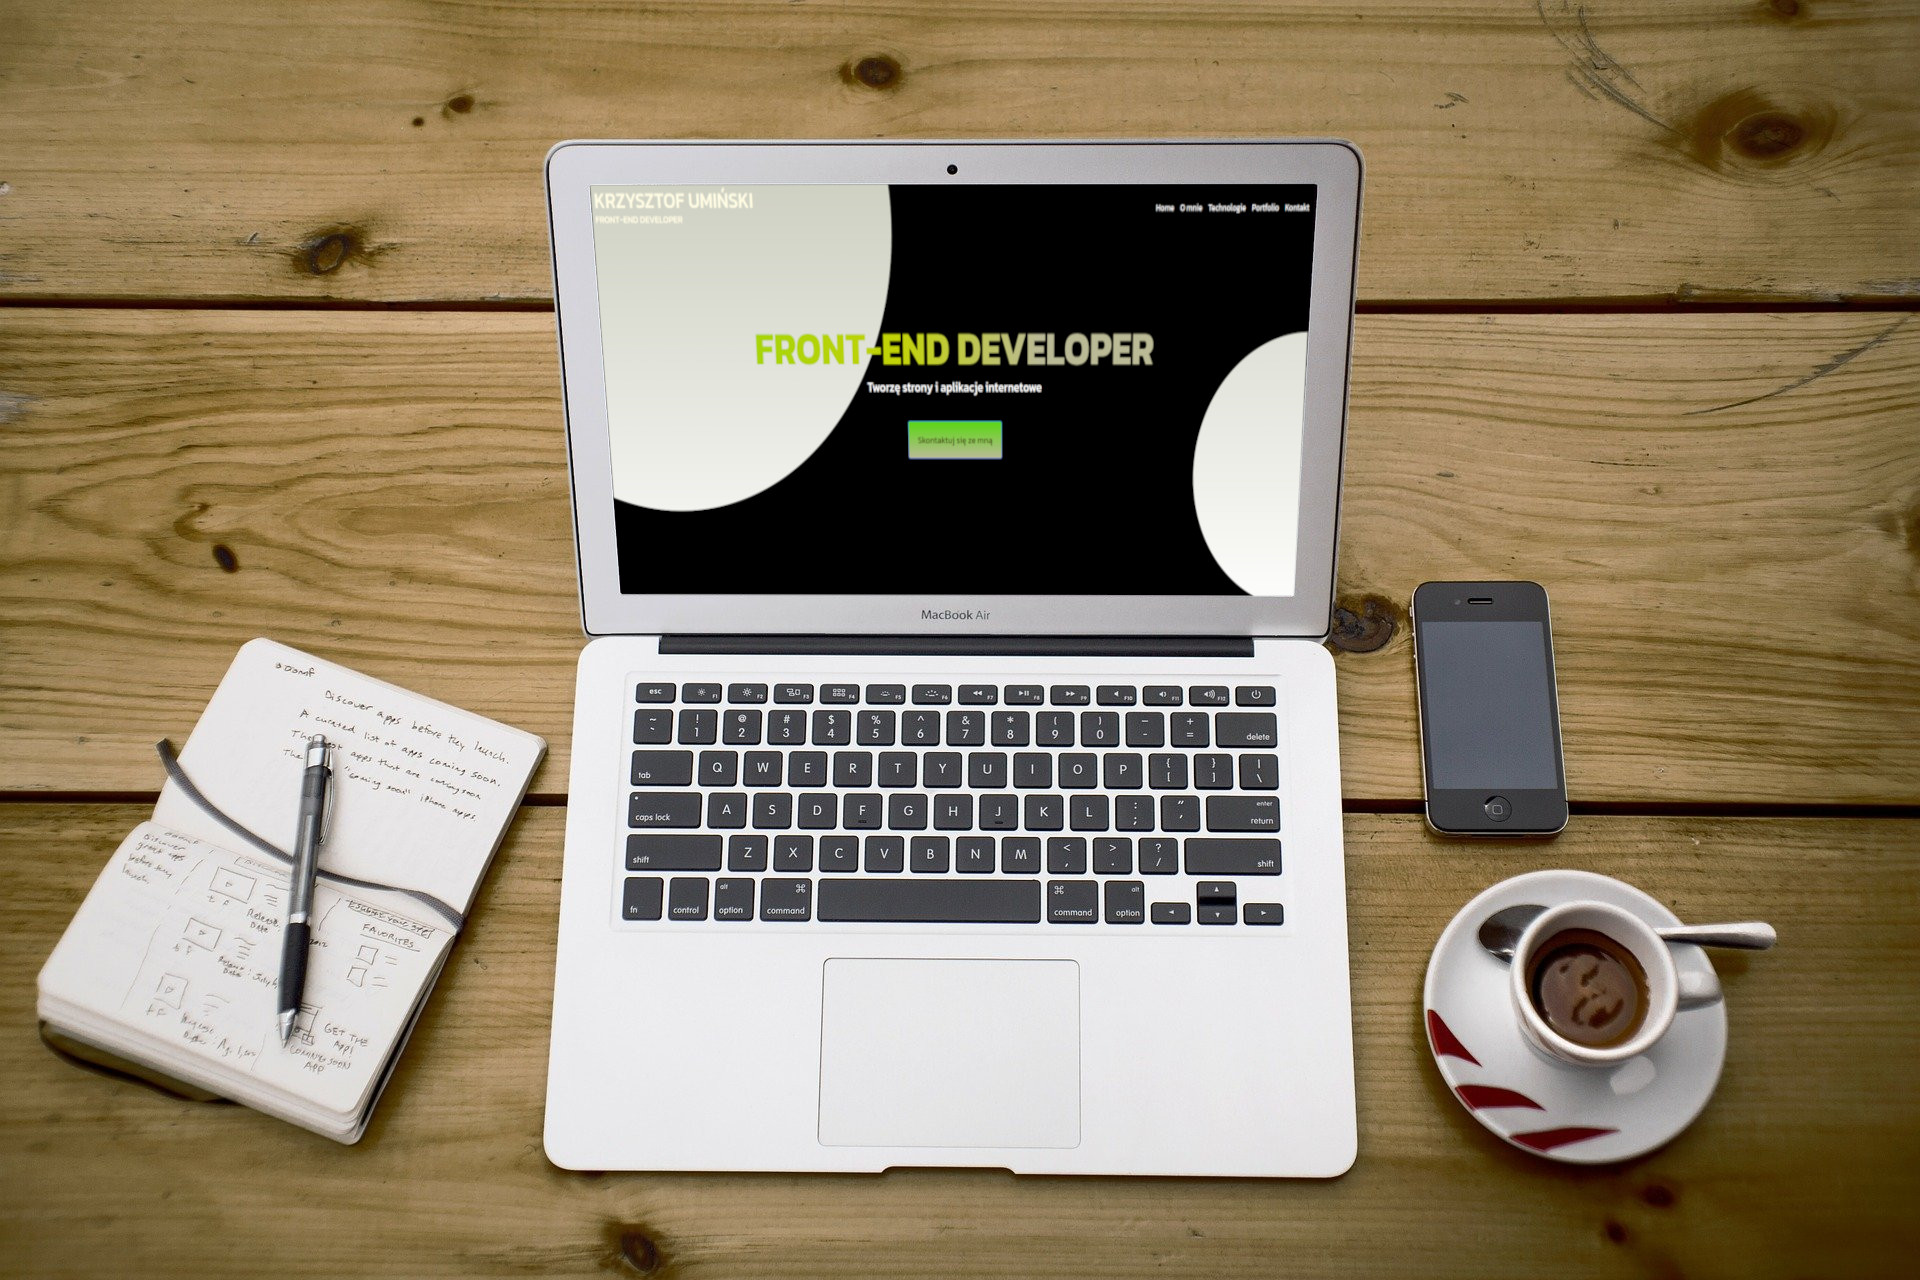 KRZYSZTOF UMIŃSKI
FRONT-END DEVELOPER
Home O mnie Technologie Portfolio Kontakt
FRONT-END DEVELOPER
Tworzę strony i aplikacje internetowe
Skontaktuj się ze mną
MacBook Air
esc F1 F2 F3 F4 F5 F6 F7 F8 F9 F10 F11 F12
~ ! @ # $ % ^ & * ( ) _ +
` 1 2 3 4 5 6 7 8 9 0 - = delete
tab Q W E R T Y U I O P { [ } ] | \
caps lock A S D F G H J K L : ; " ' enter return
shift Z X C V B N M < , > . ? / shift
fn control alt option ⌘ command ⌘ command alt option
Discover apps before they launch.
A curated list of apps coming soon.
The best apps that are coming soon
The "coming soon" iPhone apps.
Discover
great apps
before they
launch.
Release
Date
FAVORITES
GET THE
App!
COMING SOON
APP